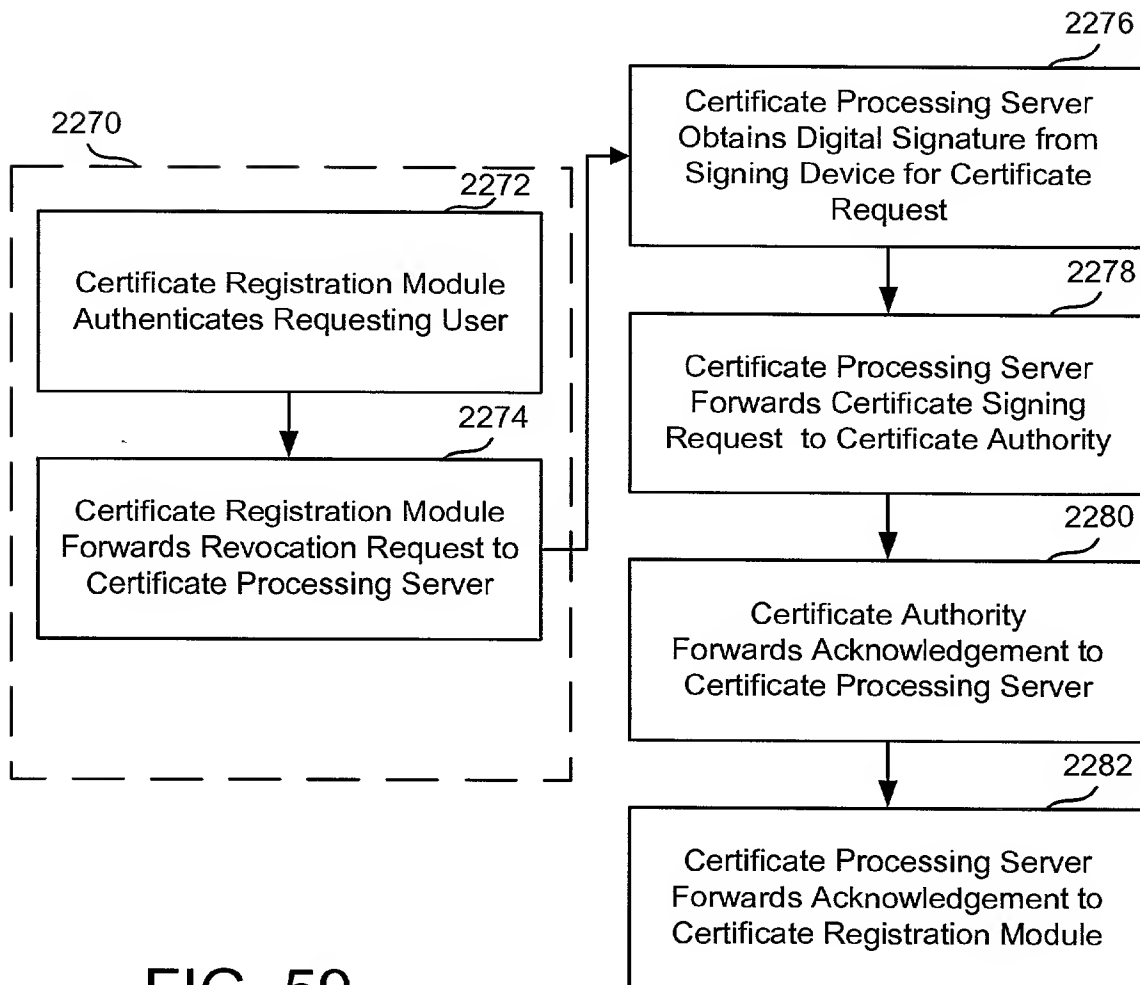 2270
2272
Certificate Registration Module
Authenticates Requesting User
2274
Certificate Registration Module
Forwards Revocation Request to
Certificate Processing Server
2276
Certificate Processing Server
Obtains Digital Signature from
Signing Device for Certificate
Request
2278
Certificate Processing Server
Forwards Certificate Signing
Request to Certificate Authority
2280
Certificate Authority
Forwards Acknowledgement to
Certificate Processing Server
2282
Certificate Processing Server
Forwards Acknowledgement to
Certificate Registration Module
FIG. 59